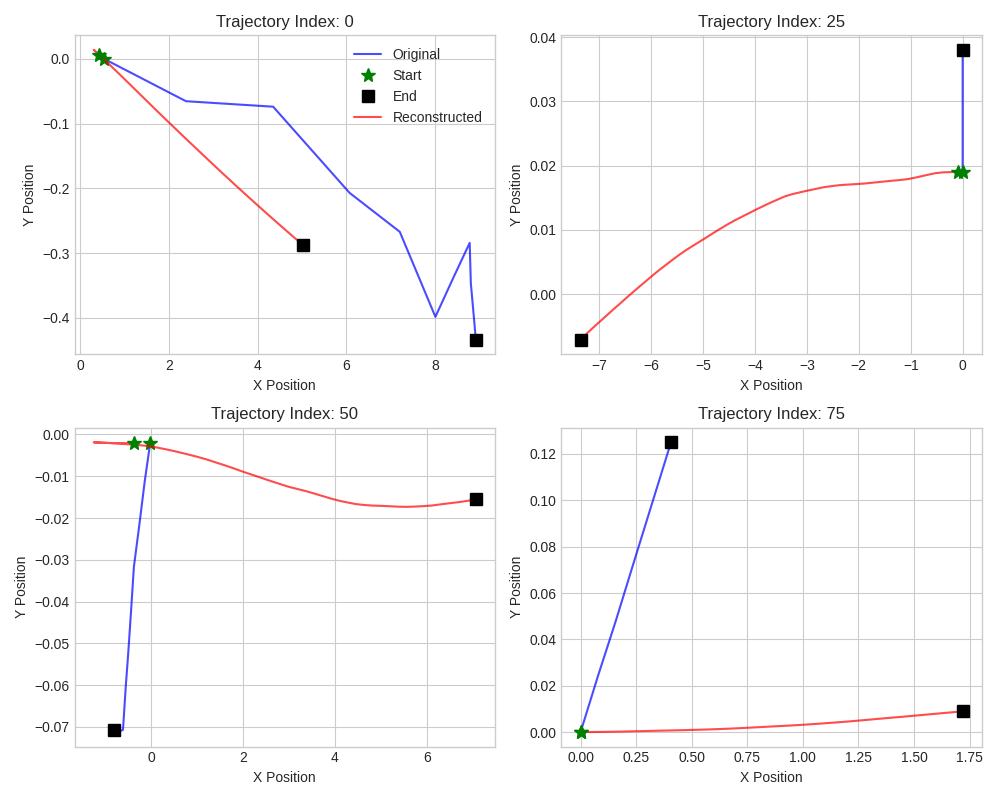 Trajectory Index: 0
Original
Start
End
Reconstructed
0.0
−0.1
−0.2
−0.3
−0.4
Y Position
0 2 4 6 8
X Position
Trajectory Index: 25
0.04
0.03
0.02
0.01
0.00
Y Position
−7 −6 −5 −4 −3 −2 −1 0
X Position
Trajectory Index: 50
0.00
−0.01
−0.02
−0.03
−0.04
−0.05
−0.06
−0.07
Y Position
0 2 4 6
X Position
Trajectory Index: 75
0.12
0.10
0.08
0.06
0.04
0.02
0.00
Y Position
0.00 0.25 0.50 0.75 1.00 1.25 1.50 1.75
X Position